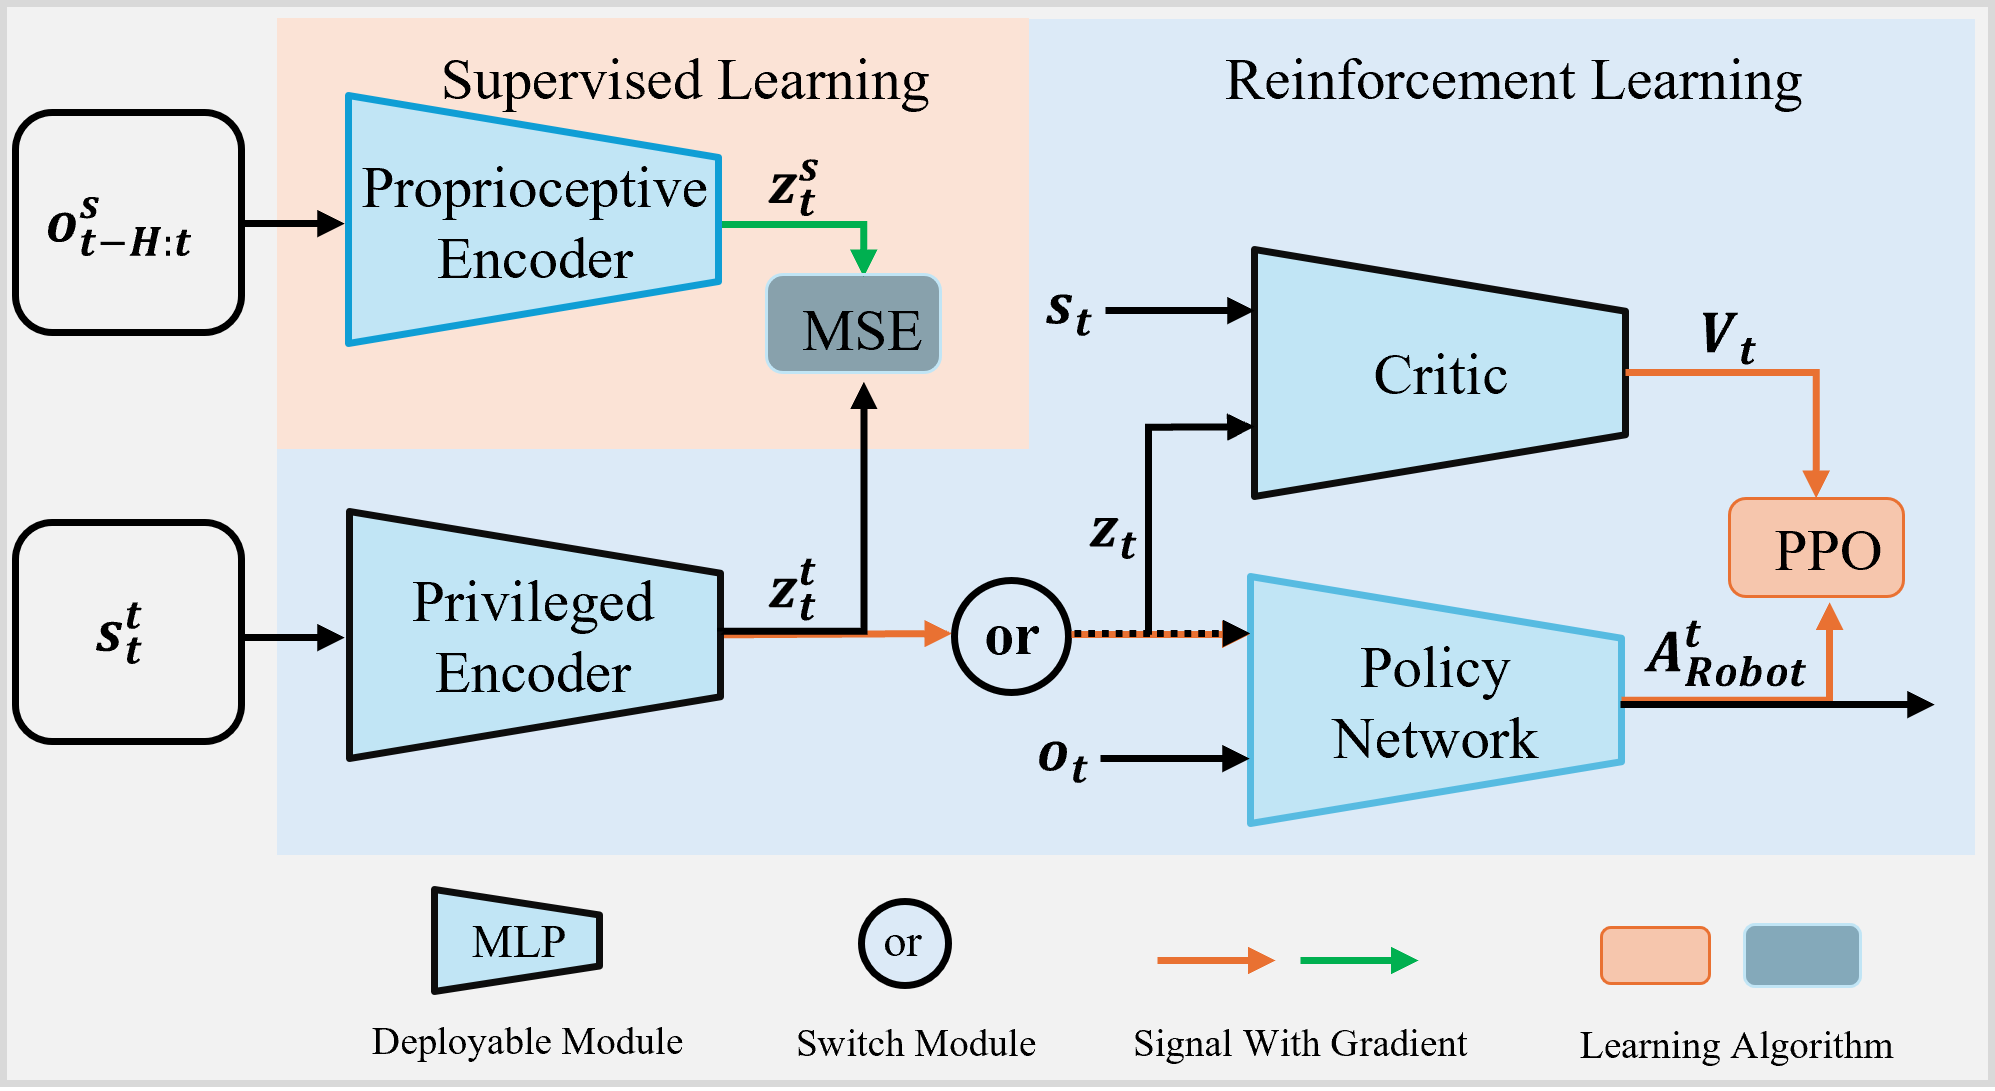 Supervised Learning
Reinforcement Learning
o^s_{t-H:t}
Proprioceptive
Encoder
z^s_t
MSE
s_t
Critic
V_t
z_t
PPO
s^t_t
Privileged
Encoder
z^t_t
or
Policy
Network
A^t_{Robot}
o_t
MLP
or
Deployable Module
Switch Module
Signal With Gradient
Learning Algorithm